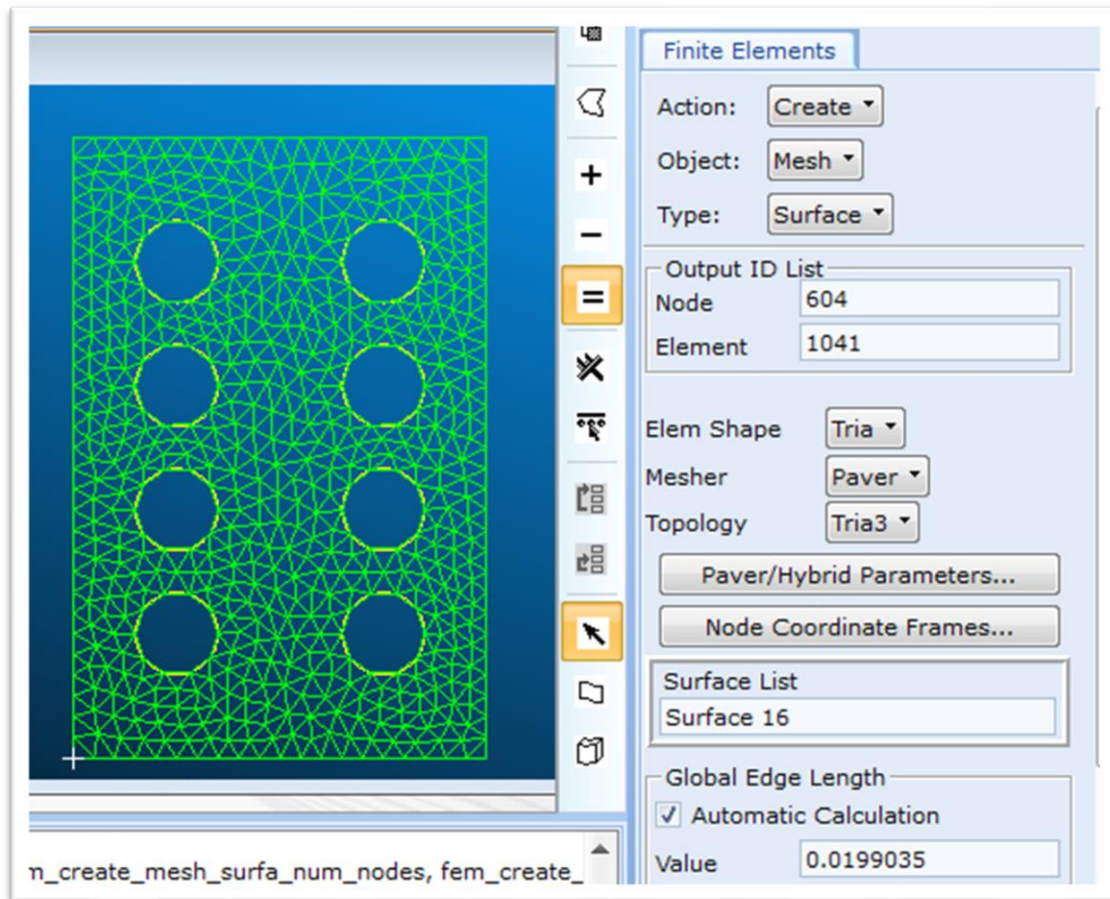 Finite Elements
Action: Create
Object: Mesh
Type: Surface
Output ID List
Node 604
Element 1041
Elem Shape Tria
Mesher Paver
Topology Tria3
Paver/Hybrid Parameters...
Node Coordinate Frames...
Surface List
Surface 16
Global Edge Length
Automatic Calculation
Value 0.0199035
m_create_mesh_surfa_num_nodes, fem_create_